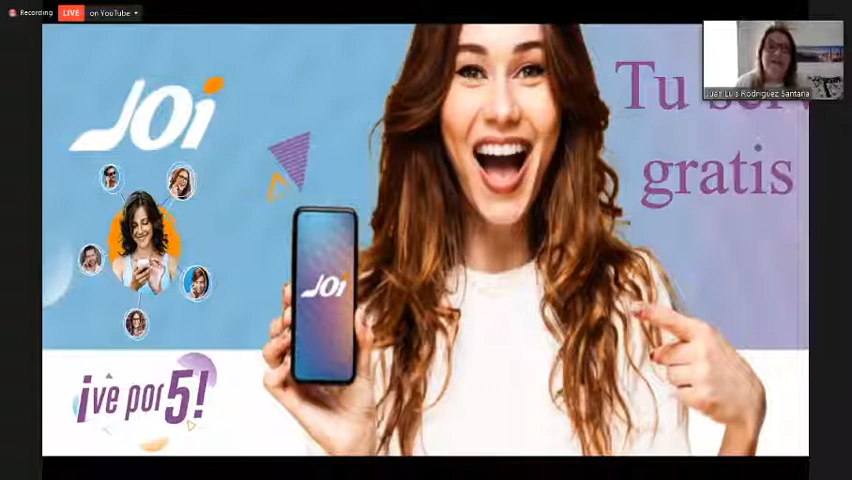 Recording
LIVE
on YouTube
JOi
Tu
gratis
Juan Luis Rodriguez Santana
JOi
¡ve por 5!